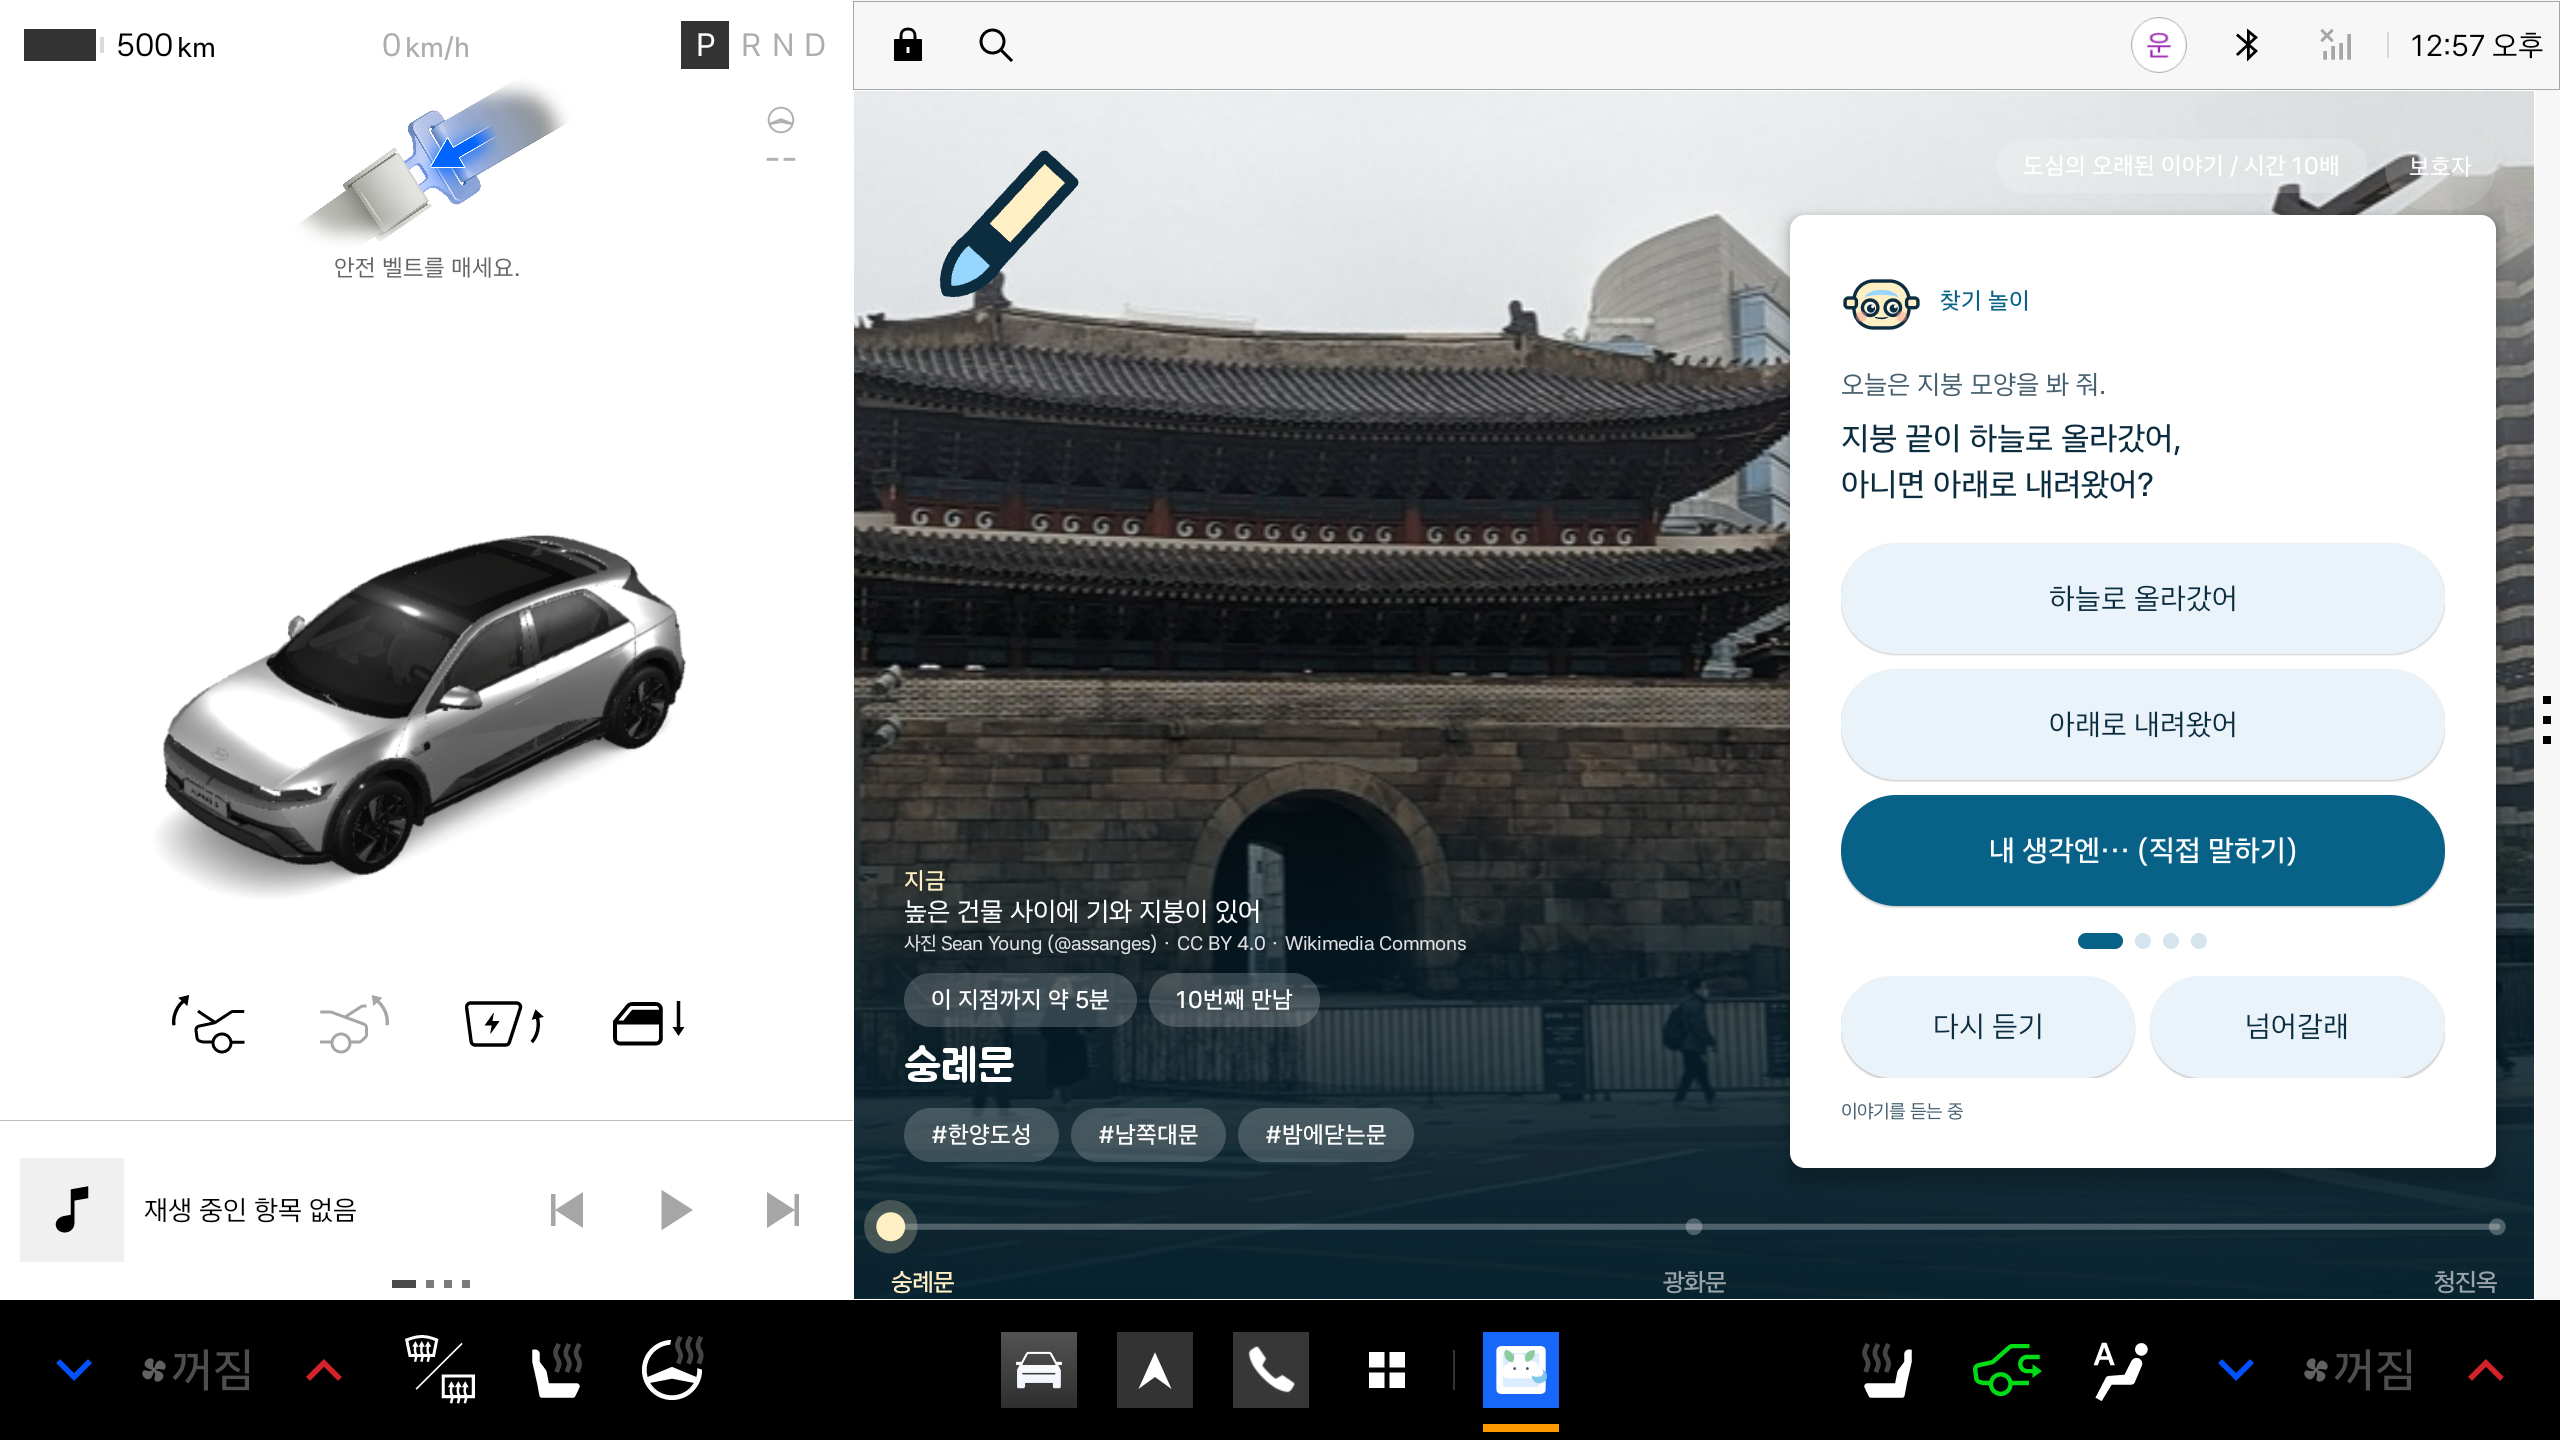 500 km
0 km/h
P R N D
안전 벨트를 매세요.
재생 중인 항목 없음
운
12:57 오후
도심의 오래된 이야기 / 시간 10배
보호자
찾기 놀이
오늘은 지붕 모양을 봐 줘.
지붕 끝이 하늘로 올라갔어,
아니면 아래로 내려왔어?
하늘로 올라갔어
아래로 내려왔어
내 생각엔… (직접 말하기)
다시 듣기
넘어갈래
이야기를 듣는 중
지금
높은 건물 사이에 기와 지붕이 있어
사진 Sean Young (@assanges) · CC BY 4.0 · Wikimedia Commons
이 지점까지 약 5분
10번째 만남
숭례문
#한양도성
#남쪽대문
#밤에닫는문
숭례문
광화문
청진옥
꺼짐
A
꺼짐